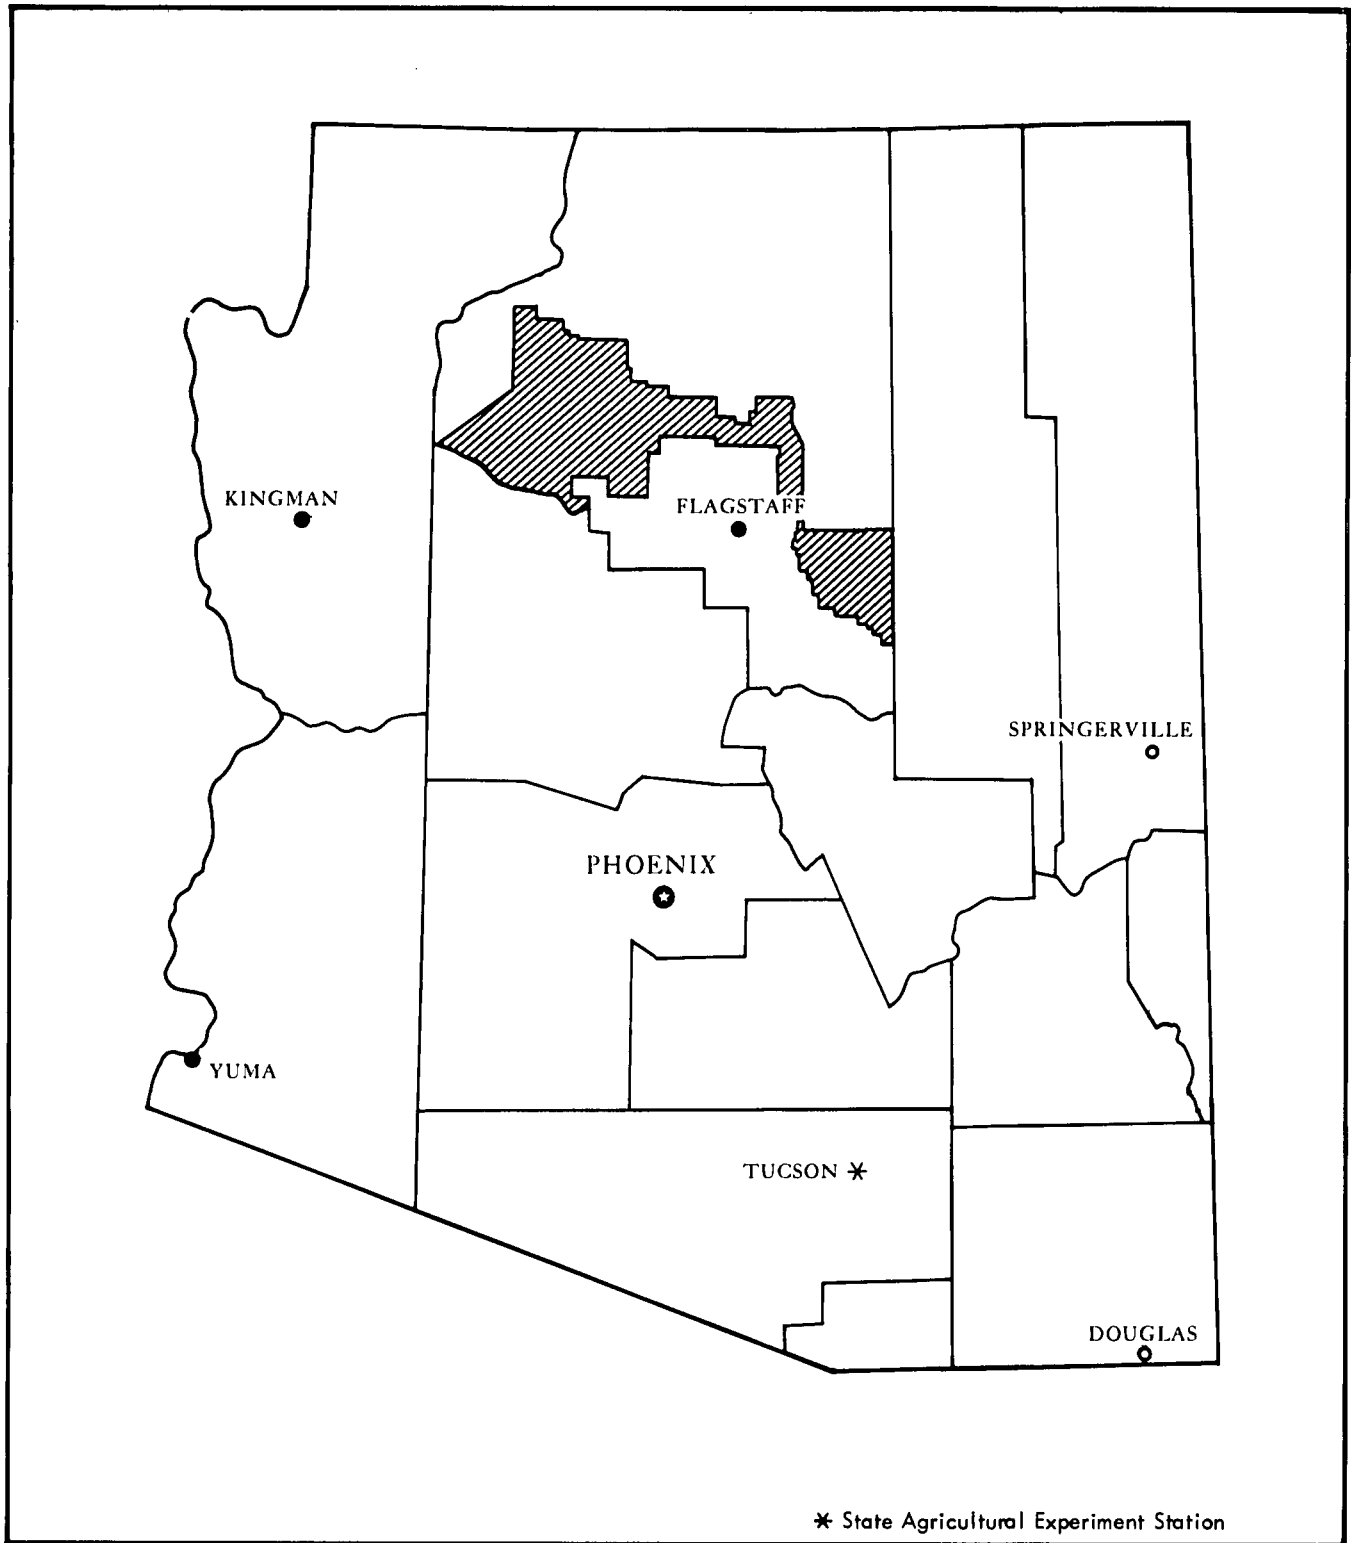 KINGMAN
FLAGSTAFF
SPRINGERVILLE
PHOENIX
YUMA
TUCSON *
DOUGLAS
* State Agricultural Experiment Station